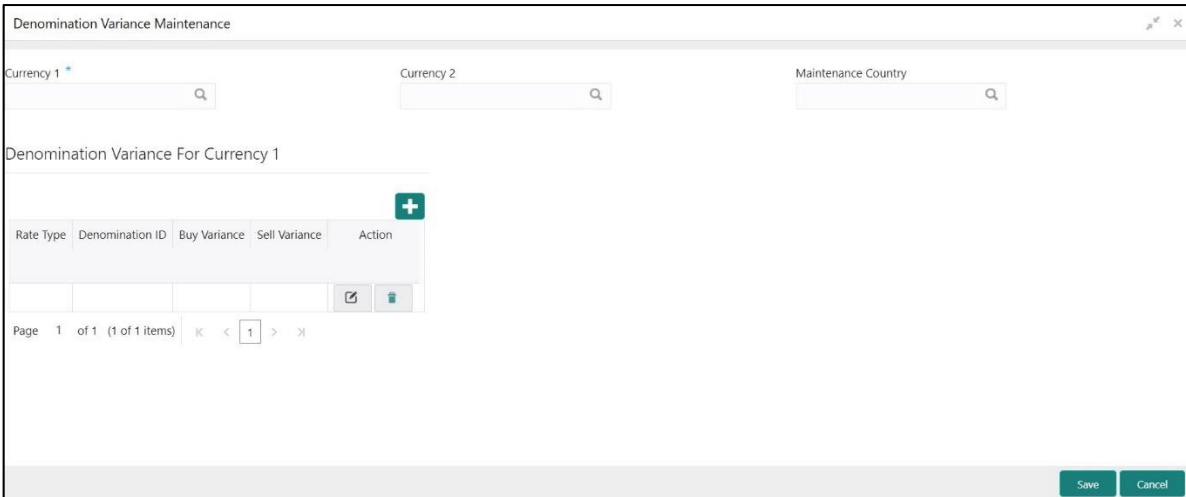 Denomination Variance Maintenance
Currency 1 *
Currency 2
Maintenance Country
Denomination Variance For Currency 1
Rate Type Denomination ID Buy Variance Sell Variance Action
Page 1 of 1 (1 of 1 items) 1
Save Cancel